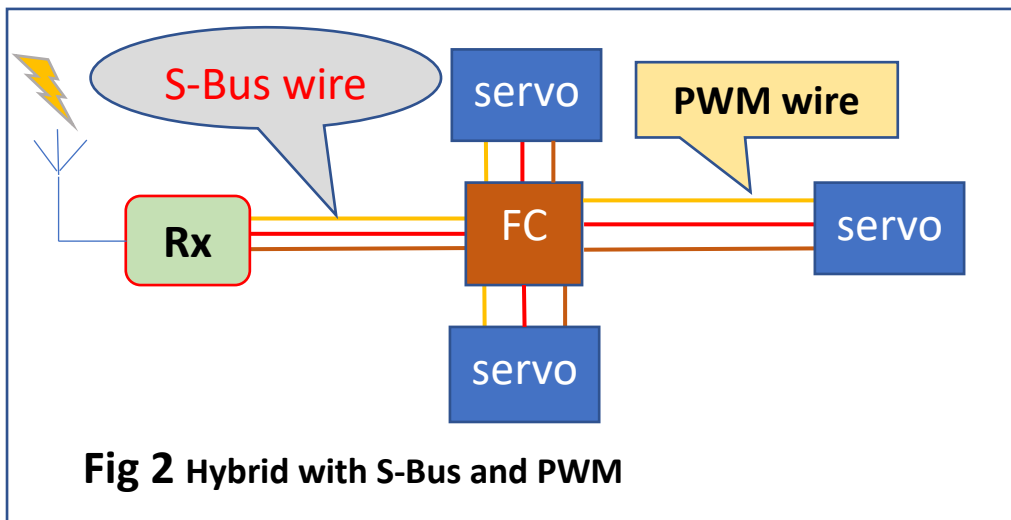 S-Bus wire
servo
PWM wire
Rx
FC
servo
servo
Fig 2 Hybrid with S-Bus and PWM